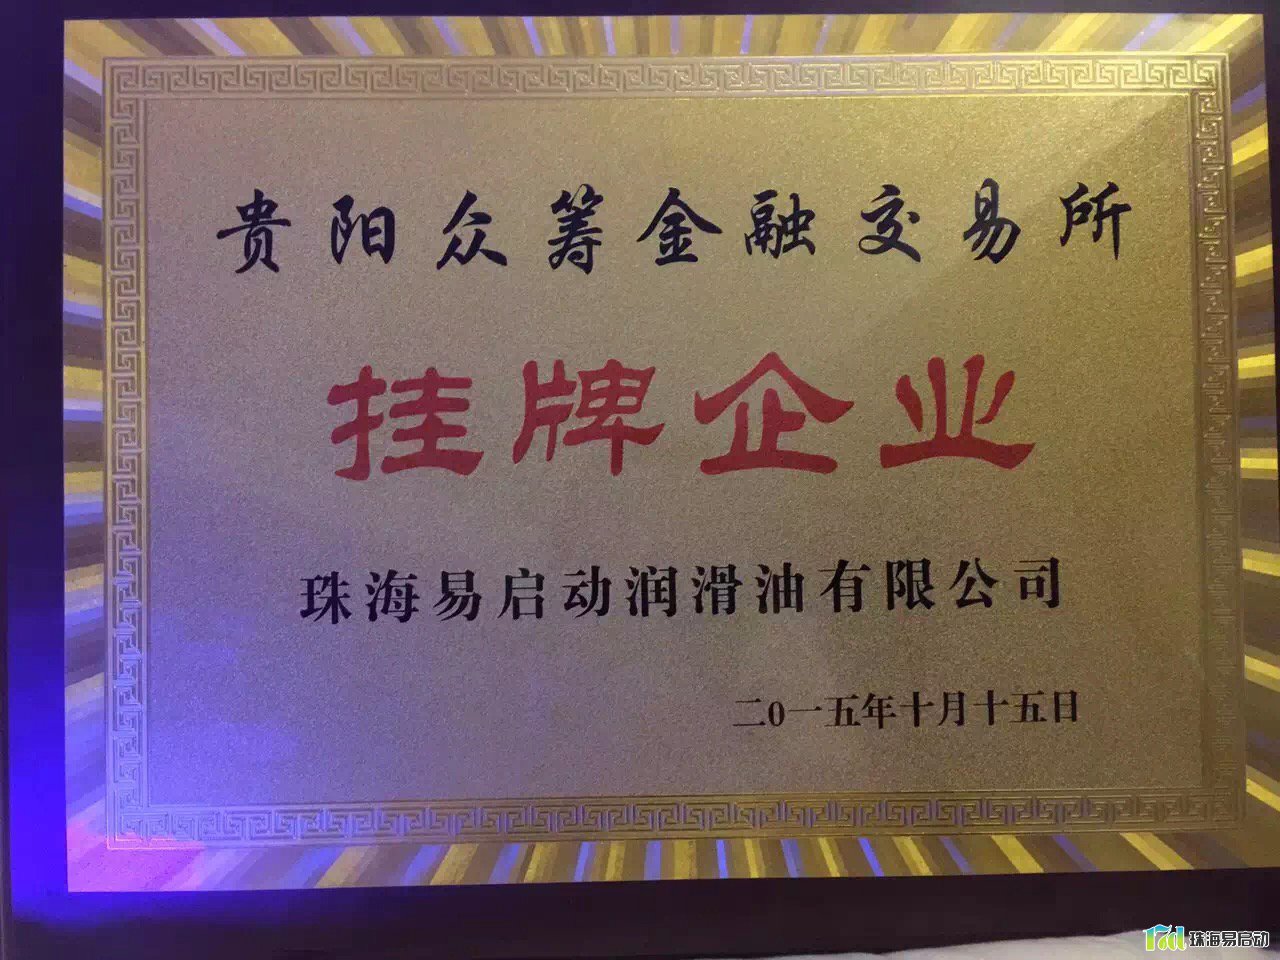 贵阳众筹金融交易所
挂牌企业
珠海易启动润滑油有限公司
二0一五年十月十五日
珠海易启动